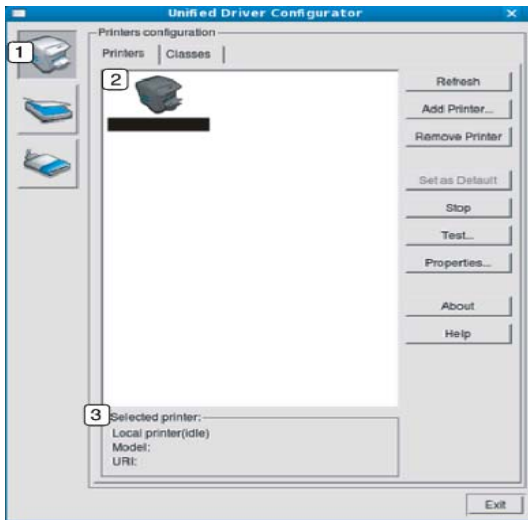 Unified Driver Configurator
Printers configuration
Printers
Classes
1
2
Refresh
Add Printer...
Remove Printer
Set as Default
Stop
Test...
Properties...
About
Help
3
Selected printer:
Local printer(idle)
Model:
URI:
Exit